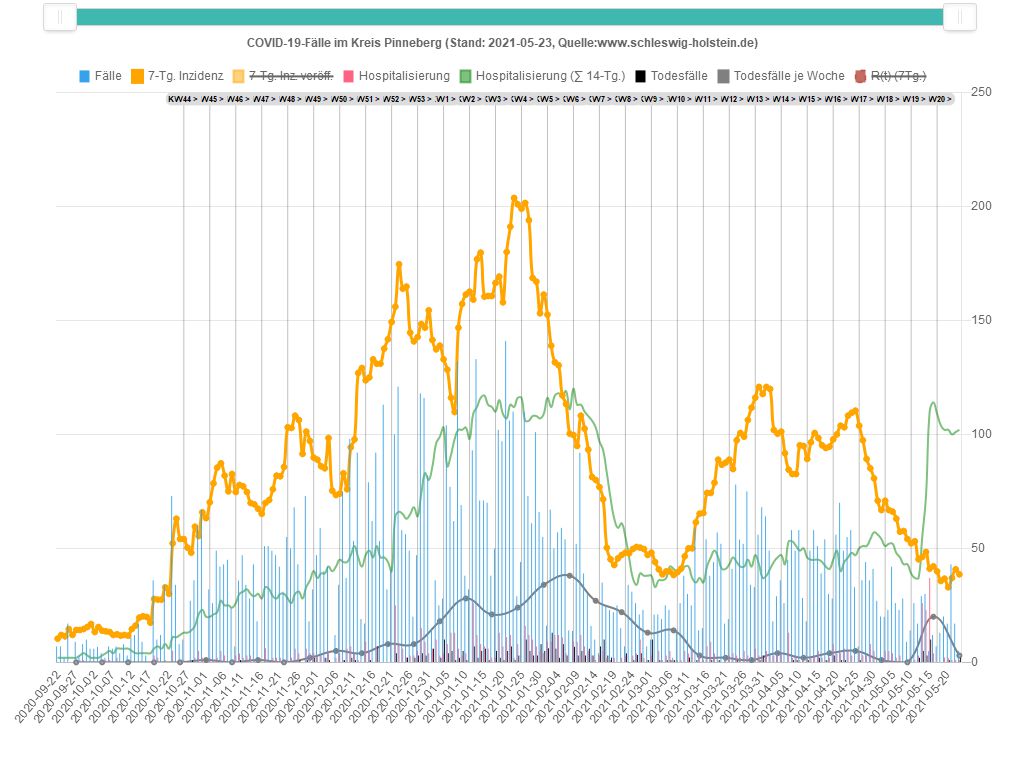 COVID-19-Fälle im Kreis Pinneberg (Stand: 2021-05-23, Quelle:www.schleswig-holstein.de)
Fälle 7-Tg. Inzidenz 7-Tg. Inz. veröff. Hospitalisierung Hospitalisierung (∑ 14-Tg.) Todesfälle Todesfälle je Woche R(t) (7Tg.)
KW44 > W45 > W46 > W47 > W48 > W49 > W50 > W51 > W52 > W53 > W1 > KW2 > W3 > W4 > W5 > W6 > W7 > W8 > W9 > W10 > W11 > W12 > W13 > W14 > W15 > W16 > W17 > W18 > W19 > W20 >
250
200
150
100
50
0
2020-09-22 2020-09-27 2020-10-02 2020-10-07 2020-10-12 2020-10-17 2020-10-22 2020-10-27 2020-11-01 2020-11-06 2020-11-11 2020-11-16 2020-11-21 2020-11-26 2020-12-01 2020-12-06 2020-12-11 2020-12-16 2020-12-21 2020-12-26 2020-12-31 2021-01-05 2021-01-10 2021-01-15 2021-01-20 2021-01-25 2021-01-30 2021-02-04 2021-02-09 2021-02-14 2021-02-19 2021-02-24 2021-03-01 2021-03-06 2021-03-11 2021-03-16 2021-03-21 2021-03-26 2021-03-31 2021-04-05 2021-04-10 2021-04-15 2021-04-20 2021-04-25 2021-04-30 2021-05-05 2021-05-10 2021-05-15 2021-05-20